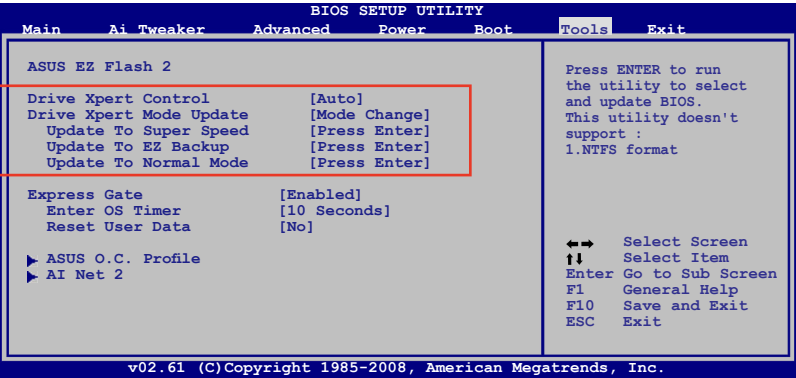 BIOS SETUP UTILITY
Main Ai Tweaker Advanced Power Boot Tools Exit
ASUS EZ Flash 2
Drive Xpert Control [Auto]
Drive Xpert Mode Update [Mode Change]
Update To Super Speed [Press Enter]
Update To EZ Backup [Press Enter]
Update To Normal Mode [Press Enter]
Express Gate [Enabled]
Enter OS Timer [10 Seconds]
Reset User Data [No]
ASUS O.C. Profile
AI Net 2
Press ENTER to run
the utility to select
and update BIOS.
This utility doesn't
support :
1.NTFS format
Select Screen
Select Item
Enter Go to Sub Screen
F1 General Help
F10 Save and Exit
ESC Exit
v02.61 (C)Copyright 1985-2008, American Megatrends, Inc.